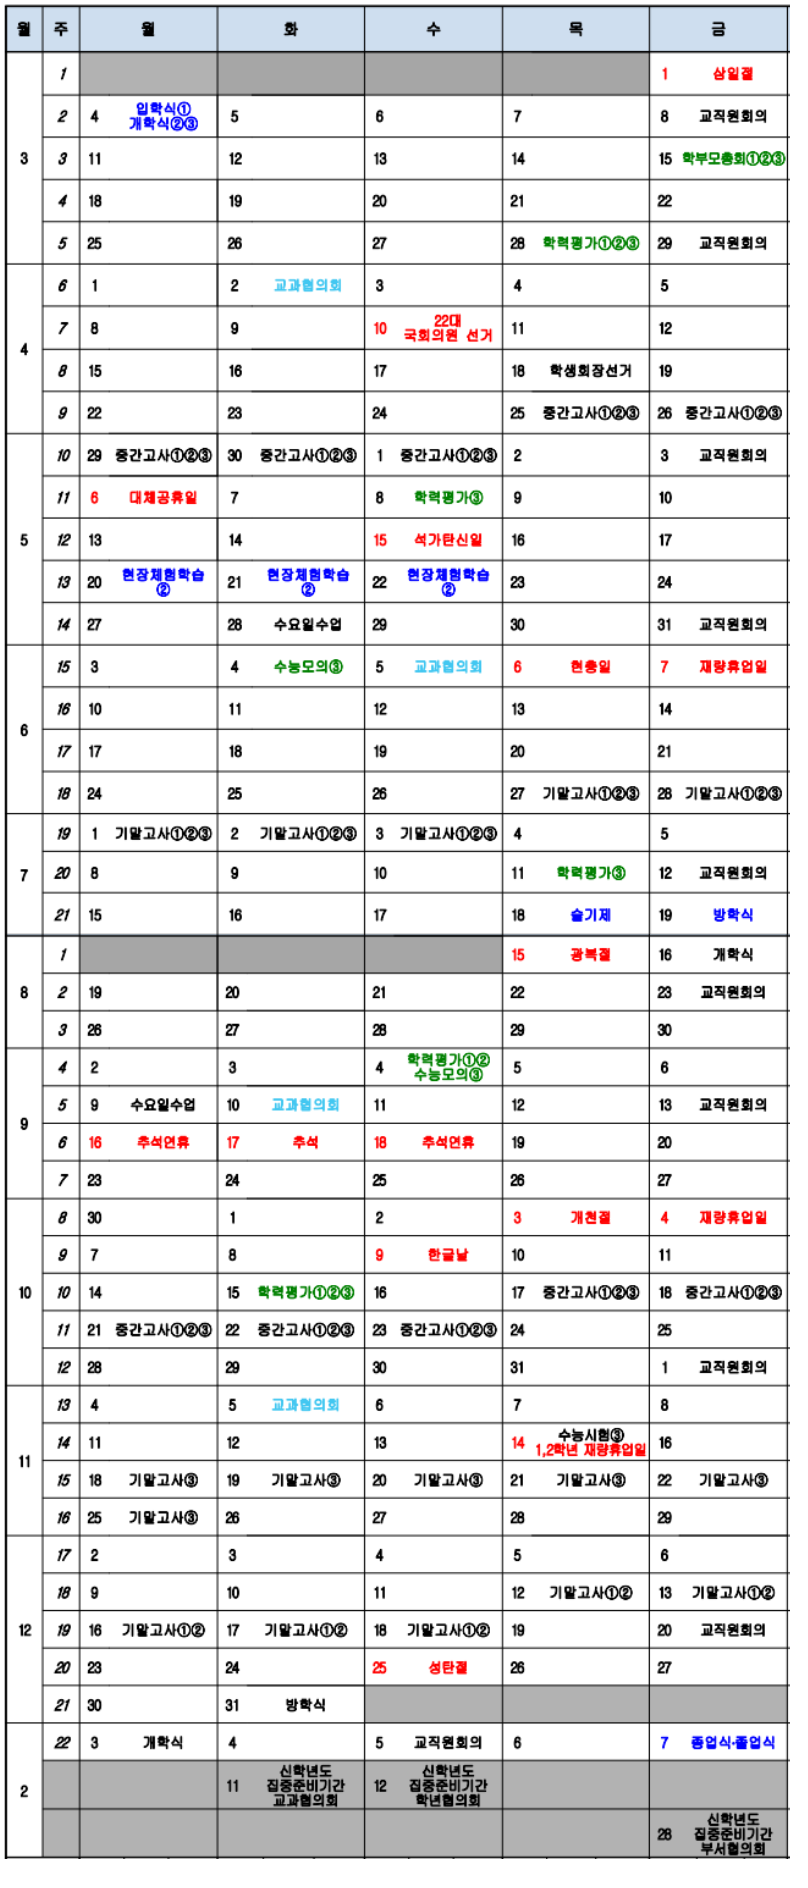 월 주 월 화 수 목 금
3
1 1 삼일절
2 4 입학식① 개학식②③ 5 6 7 8 교직원회의
3 11 12 13 14 15 학부모총회①②③
4 18 19 20 21 22
5 25 26 27 28 학력평가①②③ 29 교직원회의
4
6 1 2 교과협의회 3 4 5
7 8 9 10 22대 국회의원 선거 11 12
8 15 16 17 18 학생회장선거 19
9 22 23 24 25 중간고사①②③ 26 중간고사①②③
5
10 29 중간고사①②③ 30 중간고사①②③ 1 중간고사①②③ 2 3 교직원회의
11 6 대체공휴일 7 8 학력평가③ 9 10
12 13 14 15 석가탄신일 16 17
13 20 현장체험학습 ② 21 현장체험학습 ② 22 현장체험학습 ② 23 24
14 27 28 수요일수업 29 30 31 교직원회의
6
15 3 4 수능모의③ 5 교과협의회 6 현충일 7 재량휴업일
16 10 11 12 13 14
17 17 18 19 20 21
18 24 25 26 27 기말고사①②③ 28 기말고사①②③
7
19 1 기말고사①②③ 2 기말고사①②③ 3 기말고사①②③ 4 5
20 8 9 10 11 학력평가③ 12 교직원회의
21 15 16 17 18 슬기제 19 방학식
8
1 15 광복절 16 개학식
2 19 20 21 22 23 교직원회의
3 26 27 28 29 30
9
4 2 3 4 학력평가①② 수능모의③ 5 6
5 9 수요일수업 10 교과협의회 11 12 13 교직원회의
6 16 추석연휴 17 추석 18 추석연휴 19 20
7 23 24 25 26 27
10
8 30 1 2 3 개천절 4 재량휴업일
9 7 8 9 한글날 10 11
10 14 15 학력평가①②③ 16 17 중간고사①②③ 18 중간고사①②③
11 21 중간고사①②③ 22 중간고사①②③ 23 중간고사①②③ 24 25
12 28 29 30 31 1 교직원회의
11
13 4 5 교과협의회 6 7 8
14 11 12 13 14 수능시험③ 1,2학년 재량휴업일 16
15 18 기말고사③ 19 기말고사③ 20 기말고사③ 21 기말고사③ 22 기말고사③
16 25 기말고사③ 26 27 28 29
12
17 2 3 4 5 6
18 9 10 11 12 기말고사①② 13 기말고사①②
19 16 기말고사①② 17 기말고사①② 18 기말고사①② 19 20 교직원회의
20 23 24 25 성탄절 26 27
21 30 31 방학식
2
22 3 개학식 4 5 교직원회의 6 7 종업식·졸업식
11 신학년도 집중준비기간 교과협의회 12 신학년도 집중준비기간 학년협의회
28 신학년도 집중준비기간 부서협의회